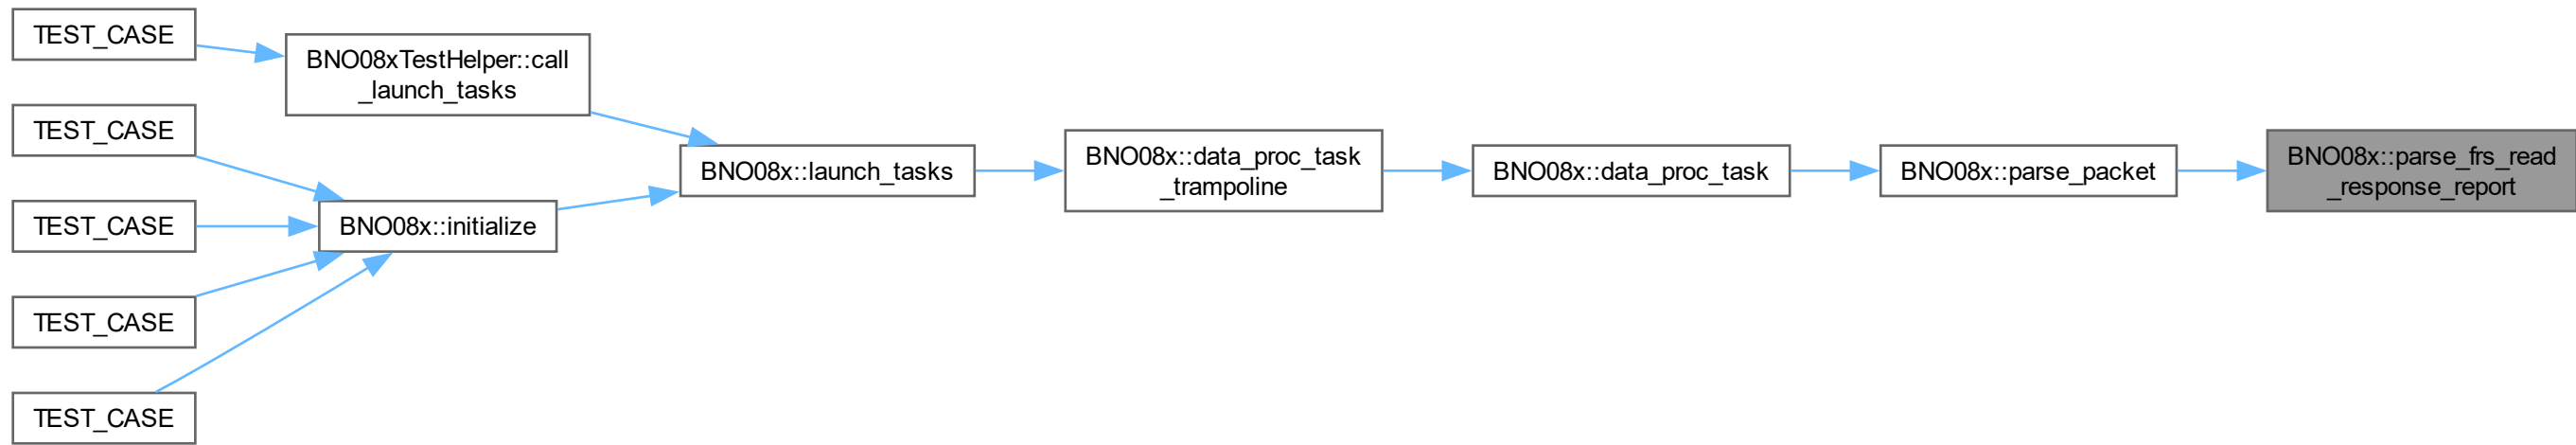 TEST_CASE
BNO08xTestHelper::call
_launch_tasks
TEST_CASE
TEST_CASE
BNO08x::initialize
TEST_CASE
TEST_CASE
BNO08x::launch_tasks
BNO08x::data_proc_task
_trampoline
BNO08x::data_proc_task
BNO08x::parse_packet
BNO08x::parse_frs_read
_response_report